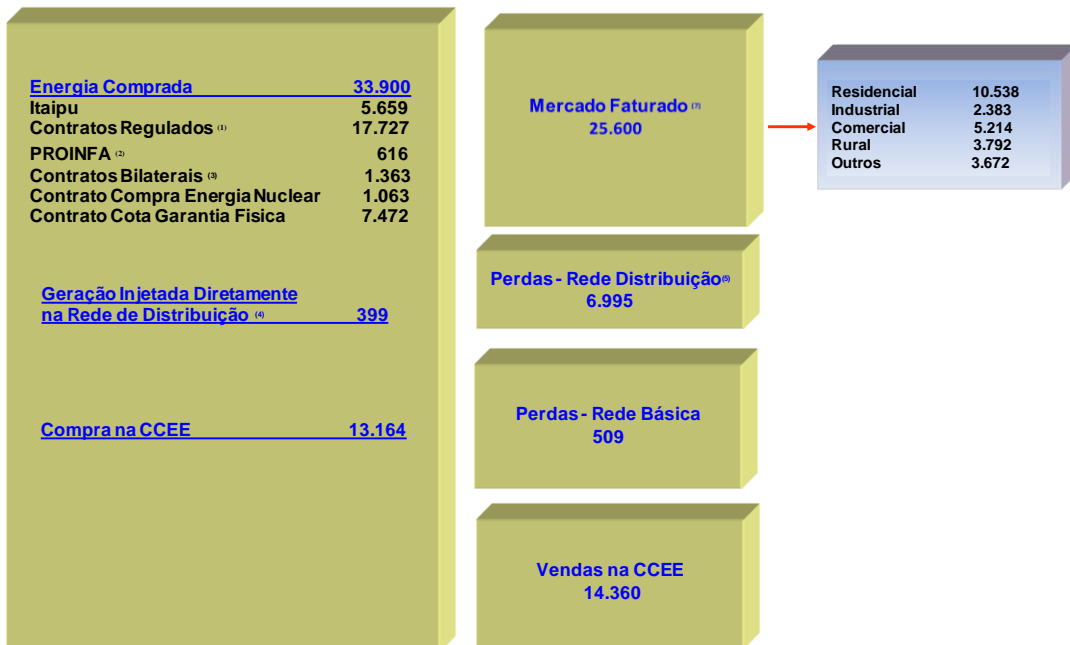 Energia Comprada 33.900
Itaipu 5.659
Contratos Regulados (1) 17.727
PROINFA (2) 616
Contratos Bilaterais (3) 1.363
Contrato Compra Energia Nuclear 1.063
Contrato Cota Garantia Fisica 7.472
Geração Injetada Diretamente
na Rede de Distribuição (4) 399
Compra na CCEE 13.164
Mercado Faturado (7)
25.600
Perdas - Rede Distribuição(5)
6.995
Perdas - Rede Básica
509
Vendas na CCEE
14.360
Residencial 10.538
Industrial 2.383
Comercial 5.214
Rural 3.792
Outros 3.672